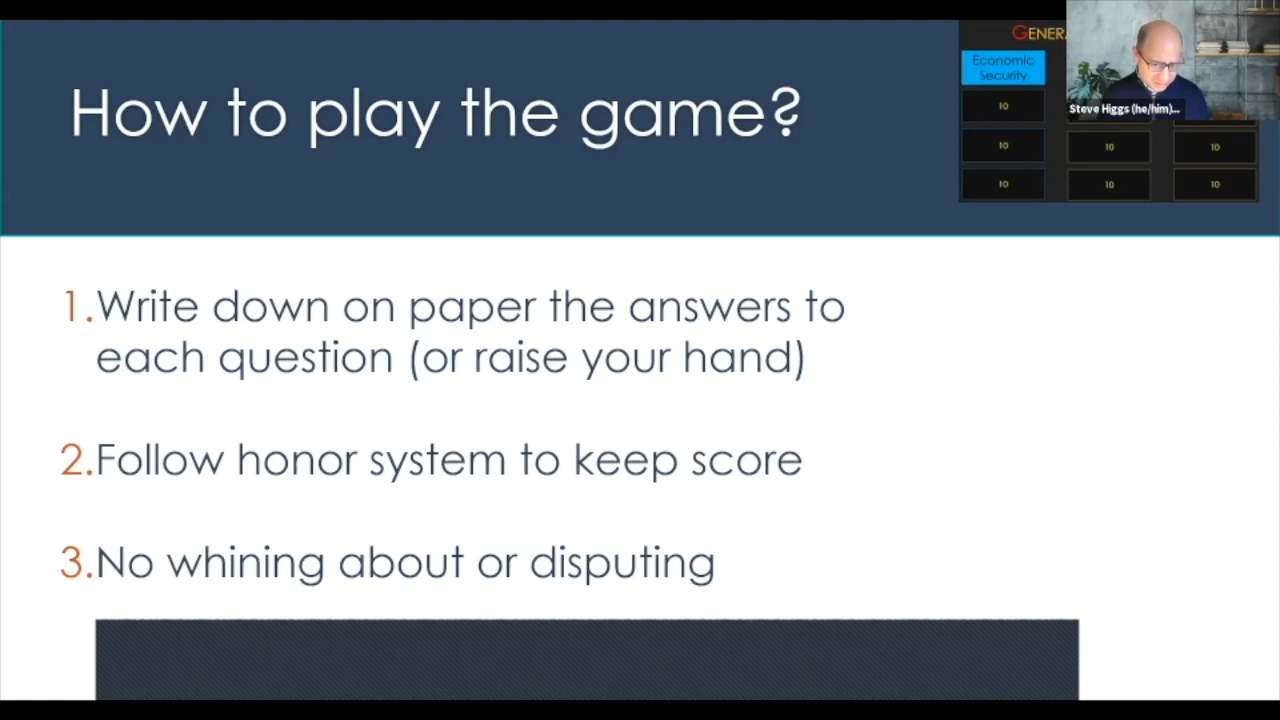 How to play the game?
Economic
Security
10
10
10
10
10
10
10
Steve Higgs (he/him)...
1.Write down on paper the answers to
each question (or raise your hand)
2.Follow honor system to keep score
3.No whining about or disputing